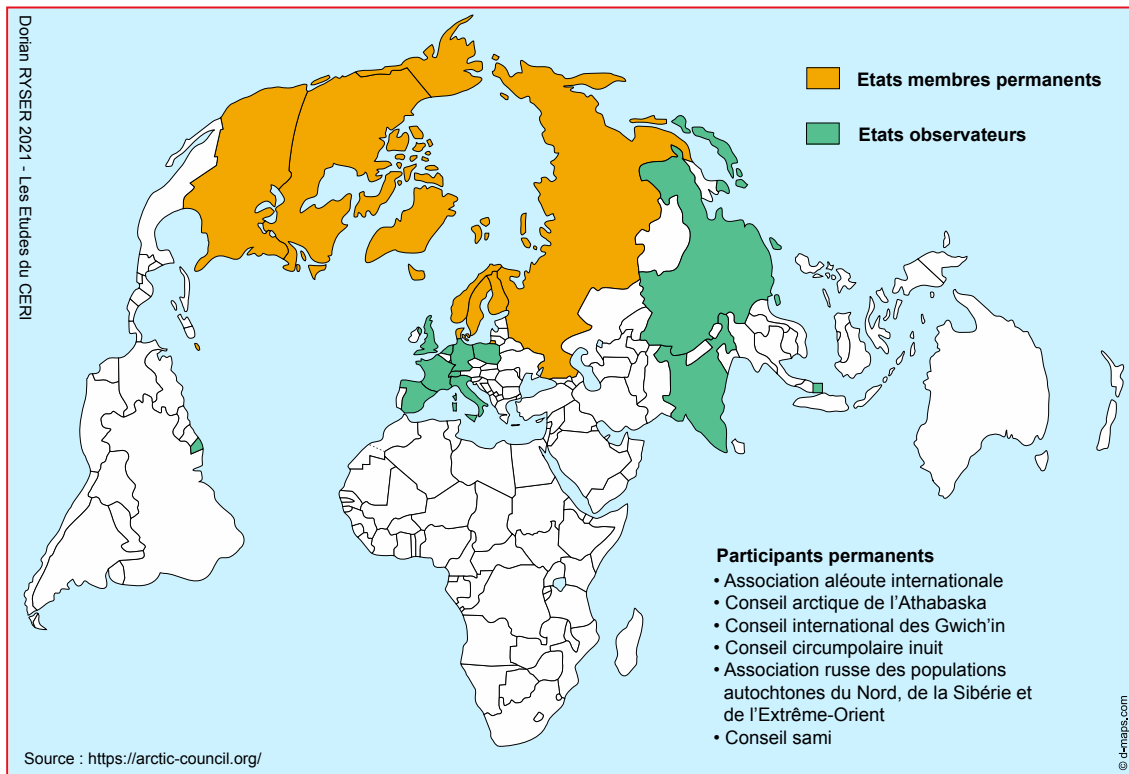 Dorian RYSER 2021 - Les Etudes du CERI
Etats membres permanents
Etats observateurs
Participants permanents
• Association aléoute internationale
• Conseil arctique de l’Athabaska
• Conseil international des Gwich’in
• Conseil circumpolaire inuit
• Association russe des populations
autochtones du Nord, de la Sibérie et
de l’Extrême-Orient
• Conseil sami
Source : https://arctic-council.org/
© d-maps.com